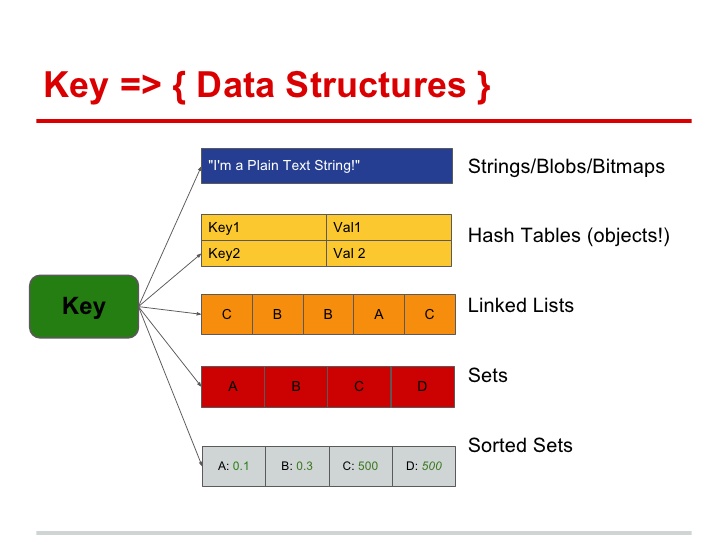 Key => { Data Structures }
"I'm a Plain Text String!"
Strings/Blobs/Bitmaps
Key1 Val1
Key2 Val 2
Hash Tables (objects!)
Key
C B B A C
Linked Lists
A B C D
Sets
A: 0.1 B: 0.3 C: 500 D: 500
Sorted Sets